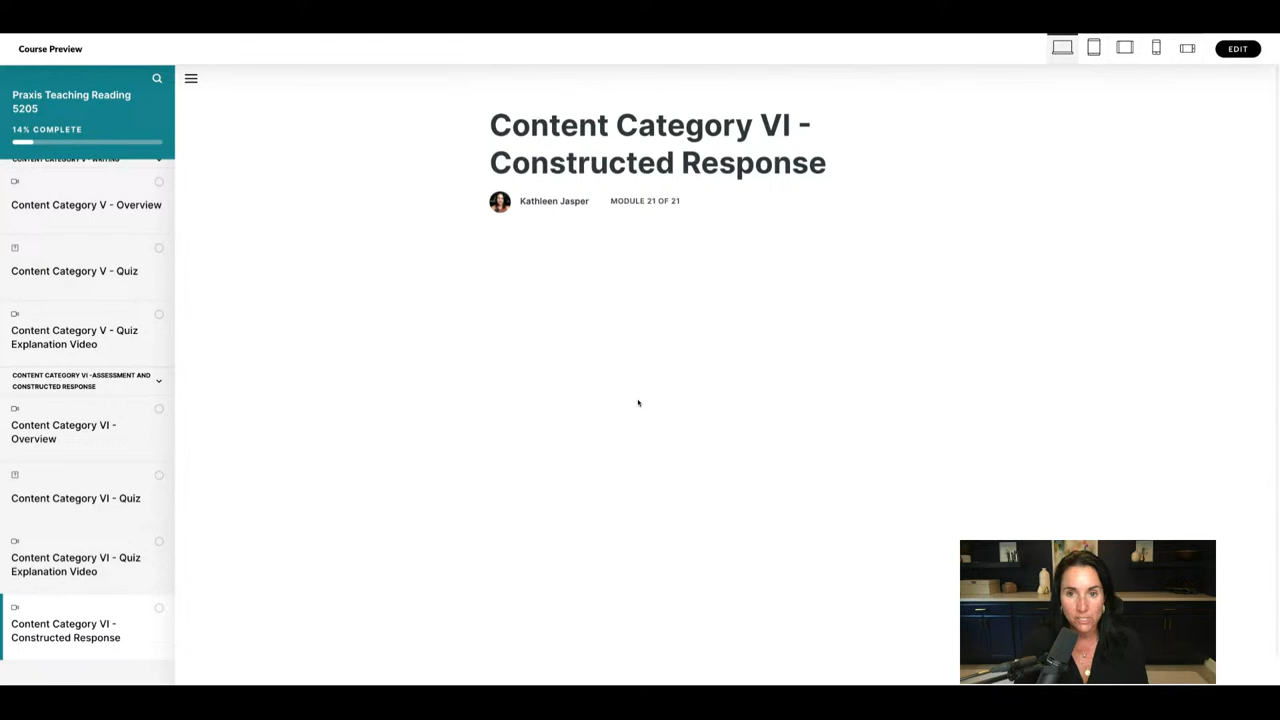 Course Preview
EDIT
Praxis Teaching Reading
5205
14% COMPLETE
CONTENT CATEGORY V - WRITING
Content Category V - Overview
Content Category V - Quiz
Content Category V - Quiz
Explanation Video
CONTENT CATEGORY VI -ASSESSMENT AND
CONSTRUCTED RESPONSE
Content Category VI -
Overview
Content Category VI - Quiz
Content Category VI - Quiz
Explanation Video
Content Category VI -
Constructed Response
Content Category VI -
Constructed Response
Kathleen Jasper
MODULE 21 OF 21